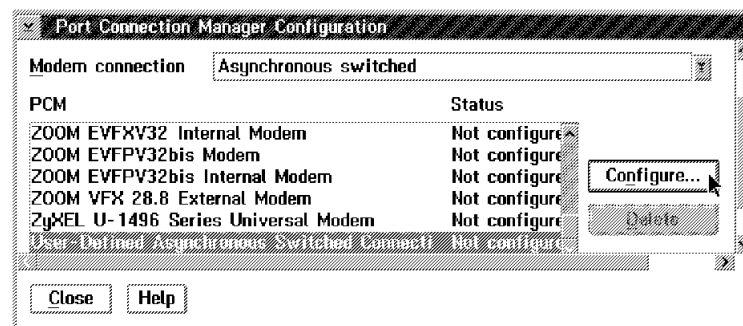 Port Connection Manager Configuration
Modem connection Asynchronous switched
PCM Status
ZOOM EVFXV32 Internal Modem Not configure
ZOOM EVFPV32bis Modem Not configure
ZOOM EVFPV32bis Internal Modem Not configure
ZOOM VFX 28.8 External Modem Not configure
ZyXEL U-1496 Series Universal Modem Not configure
User-Defined Asynchronous Switched Connecti Not configure
Configure...
Delete
Close Help